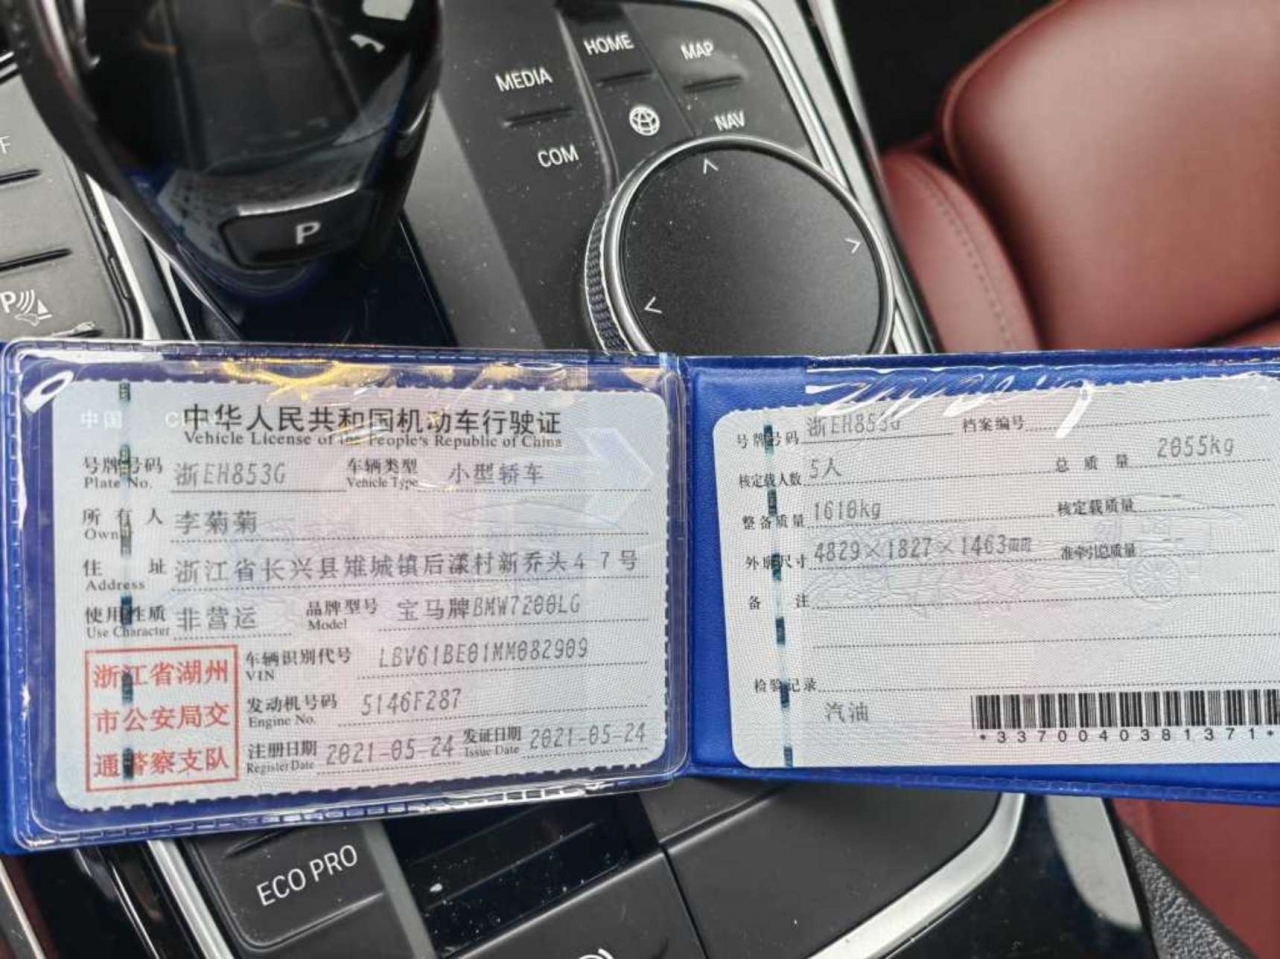 HOME
MAP
MEDIA
NAV
COM
P
中国
中华人民共和国机动车行驶证
Vehicle License of the People's Republic of China
号牌号码 浙EH853G 车辆类型 小型轿车
Plate No. Vehicle Type
所有人 李菊菊
Owner
住址 浙江省长兴县雉城镇后漾村新乔头47号
Address
使用性质 非营运 品牌型号 宝马牌BMW7200LG
Use Character Model
浙江省湖州
市公安局交
通警察支队
车辆识别代号 LBV61BE01MM082909
VIN
发动机号码 5146F287
Engine No.
注册日期 2021-05-24 发证日期 2021-05-24
Register Date Issue Date
号牌号码 浙EH853G 档案编号
核定载人数 5人 总质量 2055kg
整备质量 1610kg 核定载质量
外廓尺寸 4829×1827×1463mm 准牵引总质量
备注
检验记录
汽油
*3370040381371*
ECO PRO